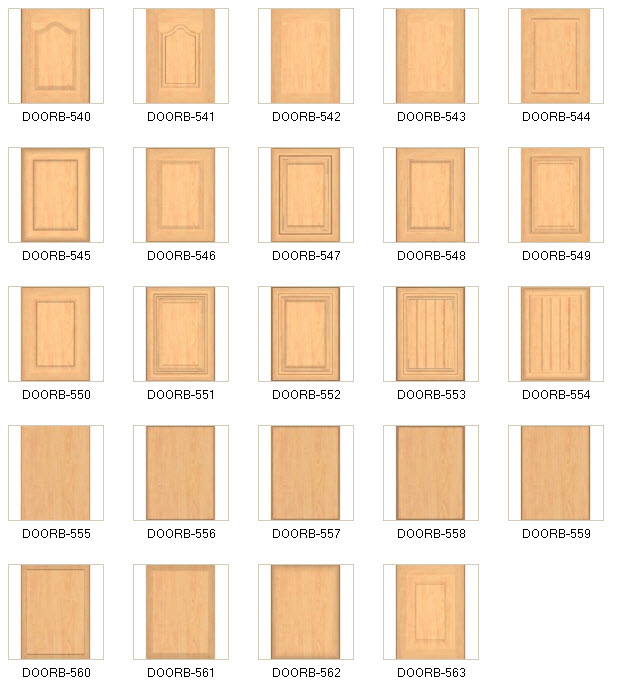 DOORB-540 DOORB-541 DOORB-542 DOORB-543 DOORB-544
DOORB-545 DOORB-546 DOORB-547 DOORB-548 DOORB-549
DOORB-550 DOORB-551 DOORB-552 DOORB-553 DOORB-554
DOORB-555 DOORB-556 DOORB-557 DOORB-558 DOORB-559
DOORB-560 DOORB-561 DOORB-562 DOORB-563